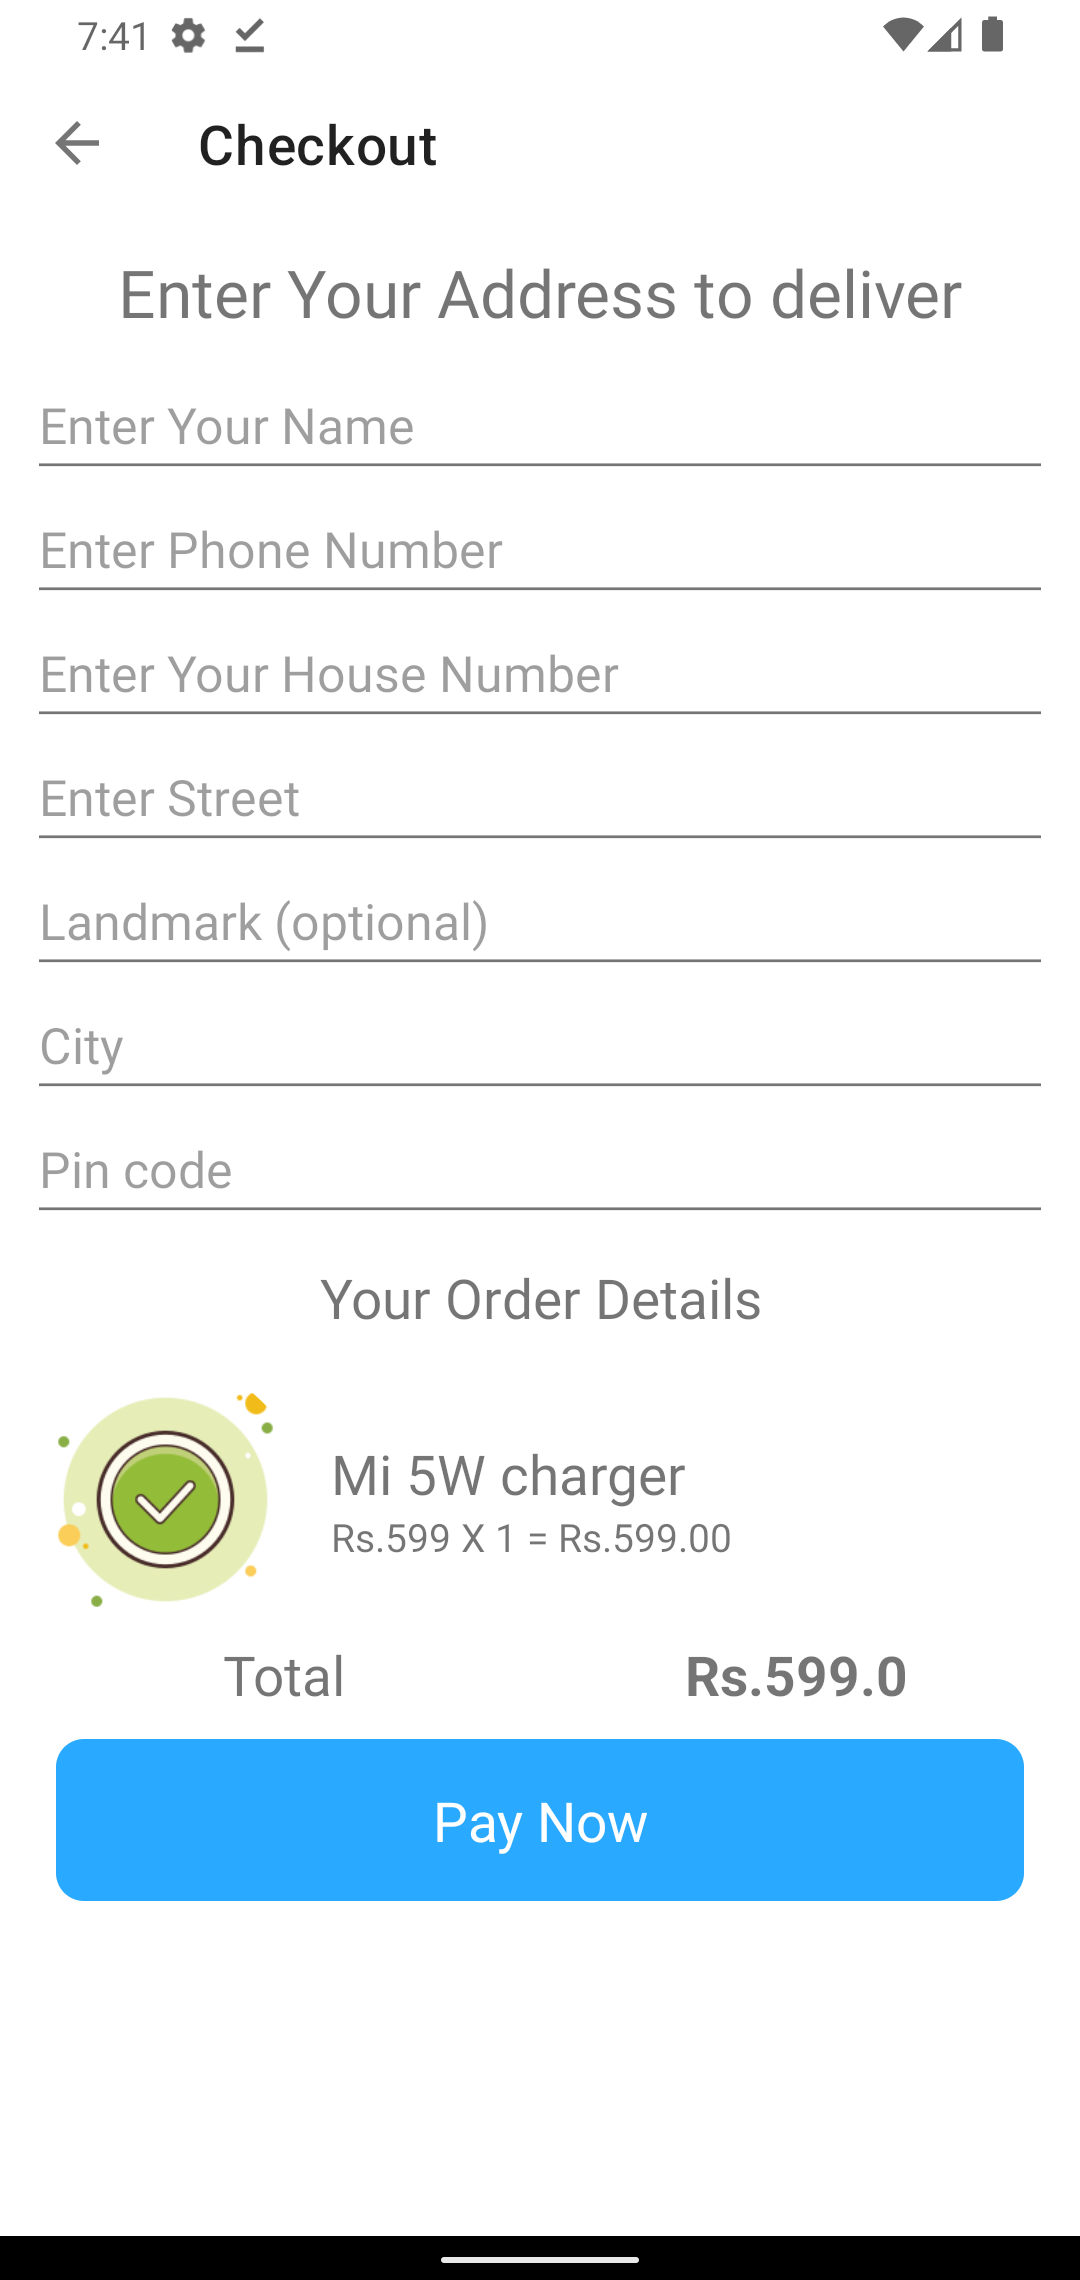 7:41
Checkout
Enter Your Address to deliver
Enter Your Name
Enter Phone Number
Enter Your House Number
Enter Street
Landmark (optional)
City
Pin code
Your Order Details
Mi 5W charger
Rs.599 X 1 = Rs.599.00
Total Rs.599.0
Pay Now